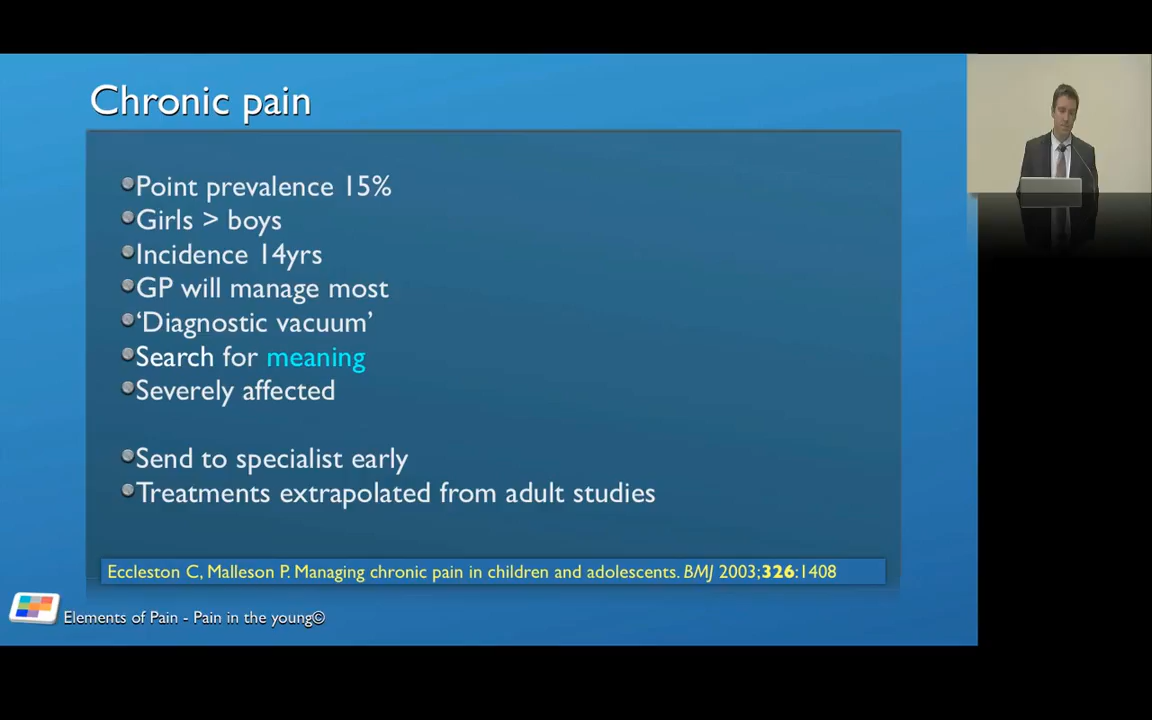 Chronic pain
Point prevalence 15%
Girls > boys
Incidence 14yrs
GP will manage most
‘Diagnostic vacuum’
Search for meaning
Severely affected
Send to specialist early
Treatments extrapolated from adult studies
Eccleston C, Malleson P. Managing chronic pain in children and adolescents. BMJ 2003;326:1408
Elements of Pain - Pain in the young©